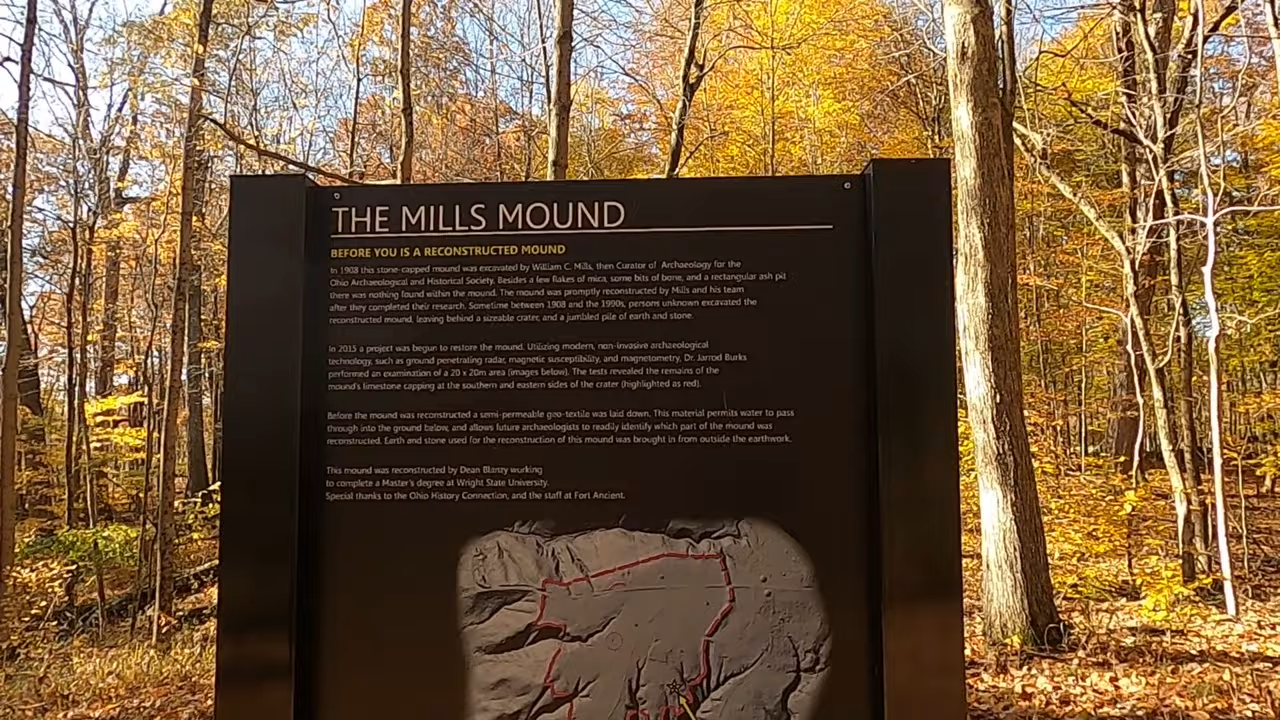 THE MILLS MOUND
BEFORE YOU IS A RECONSTRUCTED MOUND
In 1908 this stone-capped mound was excavated by William C. Mills, then Curator of Archaeology for the
Ohio Archaeological and Historical Society. Besides a few flakes of mica, some bits of bone, and a rectangular ash pit
there was nothing found within the mound. The mound was promptly reconstructed by Mills and his team
after they completed their research. Sometime between 1908 and the 1990s, persons unknown excavated the
reconstructed mound, leaving behind a sizeable crater, and a jumbled pile of earth and stone.
In 2015 a project was begun to restore the mound. Utilizing modern, non-invasive archaeological
technology, such as ground penetrating radar, magnetic susceptibility, and magnetometry, Dr. Jarrod Burks
performed an examination of a 20 x 20m area (images below). The tests revealed the remains of the
mound's limestone capping at the southern and eastern sides of the crater (highlighted as red).
Before the mound was reconstructed a semi-permeable geo-textile was laid down. This material permits water to pass
through into the ground below, and allows future archaeologists to readily identify which part of the mound was
reconstructed. Earth and stone used for the reconstruction of this mound was brought in from outside the earthwork.
This mound was reconstructed by Dean Blanzy working
to complete a Master's degree at Wright State University.
Special thanks to the Ohio History Connection, and the staff at Fort Ancient.